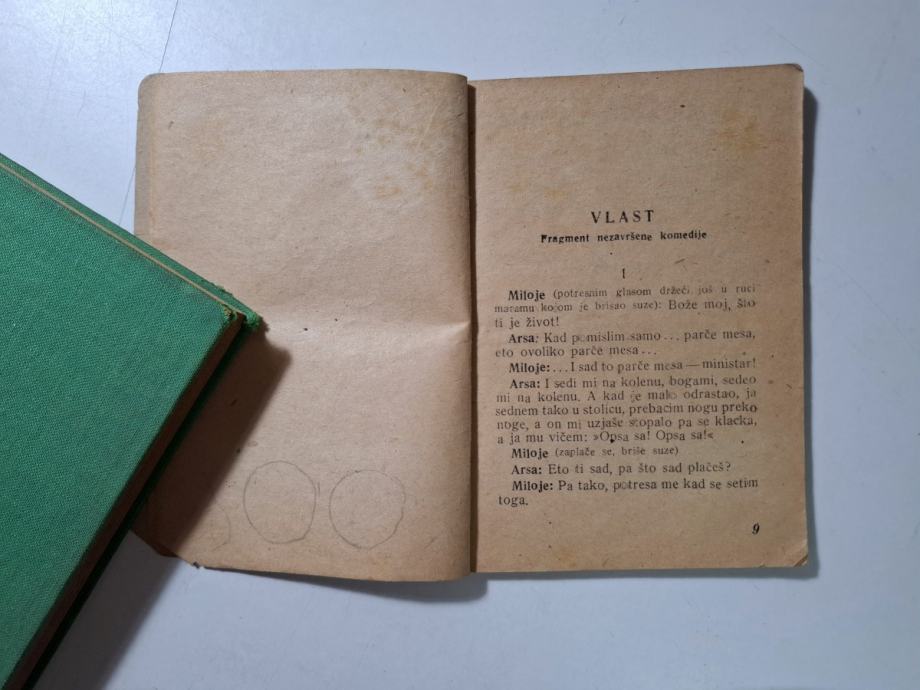 VLAST
Fragment nezavršene komedije
1
Miloje (potresnim glasom držeći još u ruci
maramu kojom je brisao suze): Bože moj, što
ti je život!
Arsa: Kad pomislim samo... parče mesa,
eto ovoliko parče mesa...
Miloje: ... I sad to parče mesa — ministar!
Arsa: I sedi mi na kolenu, bogami, sedeo
mi na kolenu. A kad je malo odrastao, ja
sednem tako u stolicu, prebacim nogu preko
noge, a on mi uzjaše stopalo pa se klacka,
a ja mu vičem: »Opsa sa! Opsa sa!«
Miloje (zaplače se, briše suze)
Arsa: Eto ti sad, pa što sad plačeš?
Miloje: Pa tako, potresa me kad se setim
toga.
9